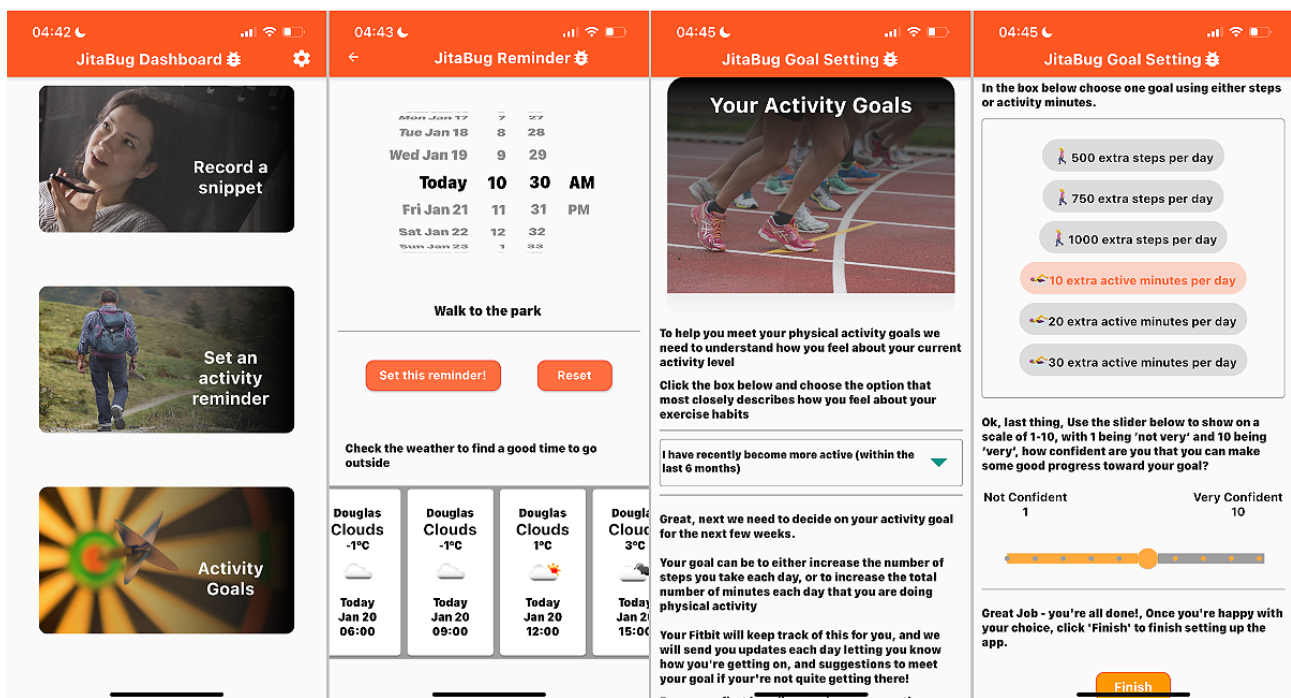 04:42
JitaBug Dashboard
Record a
snippet
Set an
activity
reminder
Activity
Goals
04:43
JitaBug Reminder
Mon Jan 17 7 27
Tue Jan 18 8 28
Wed Jan 19 9 29
Today 10 30 AM
Fri Jan 21 11 31 PM
Sat Jan 22 12 32
Sun Jan 23 1 33
Walk to the park
Set this reminder!
Reset
Check the weather to find a good time to go
outside
Douglas
Clouds
-1°C
Today
Jan 20
06:00
Douglas
Clouds
-1°C
Today
Jan 20
09:00
Douglas
Clouds
1°C
Today
Jan 20
12:00
Dougla
Cloud
3°C
Today
Jan 2
15:00
04:45
JitaBug Goal Setting
Your Activity Goals
To help you meet your physical activity goals we
need to understand how you feel about your current
activity level
Click the box below and choose the option that
most closely describes how you feel about your
exercise habits
I have recently become more active (within the
last 6 months)
Great, next we need to decide on your activity goal
for the next few weeks.
Your goal can be to either increase the number of
steps you take each day, or to increase the total
number of minutes each day that you are doing
physical activity
Your Fitbit will keep track of this for you, and we
will send you updates each day letting you know
how you're getting on, and suggestions to meet
your goal if your're not quite getting there!
04:45
JitaBug Goal Setting
In the box below choose one goal using either steps
or activity minutes.
500 extra steps per day
750 extra steps per day
1000 extra steps per day
10 extra active minutes per day
20 extra active minutes per day
30 extra active minutes per day
Ok, last thing, Use the slider below to show on a
scale of 1-10, with 1 being 'not very' and 10 being
'very', how confident are you that you can make
some good progress toward your goal?
Not Confident
1
Very Confident
10
Great Job - you're all done!, Once you're happy with
your choice, click 'Finish' to finish setting up the
app.
Finish